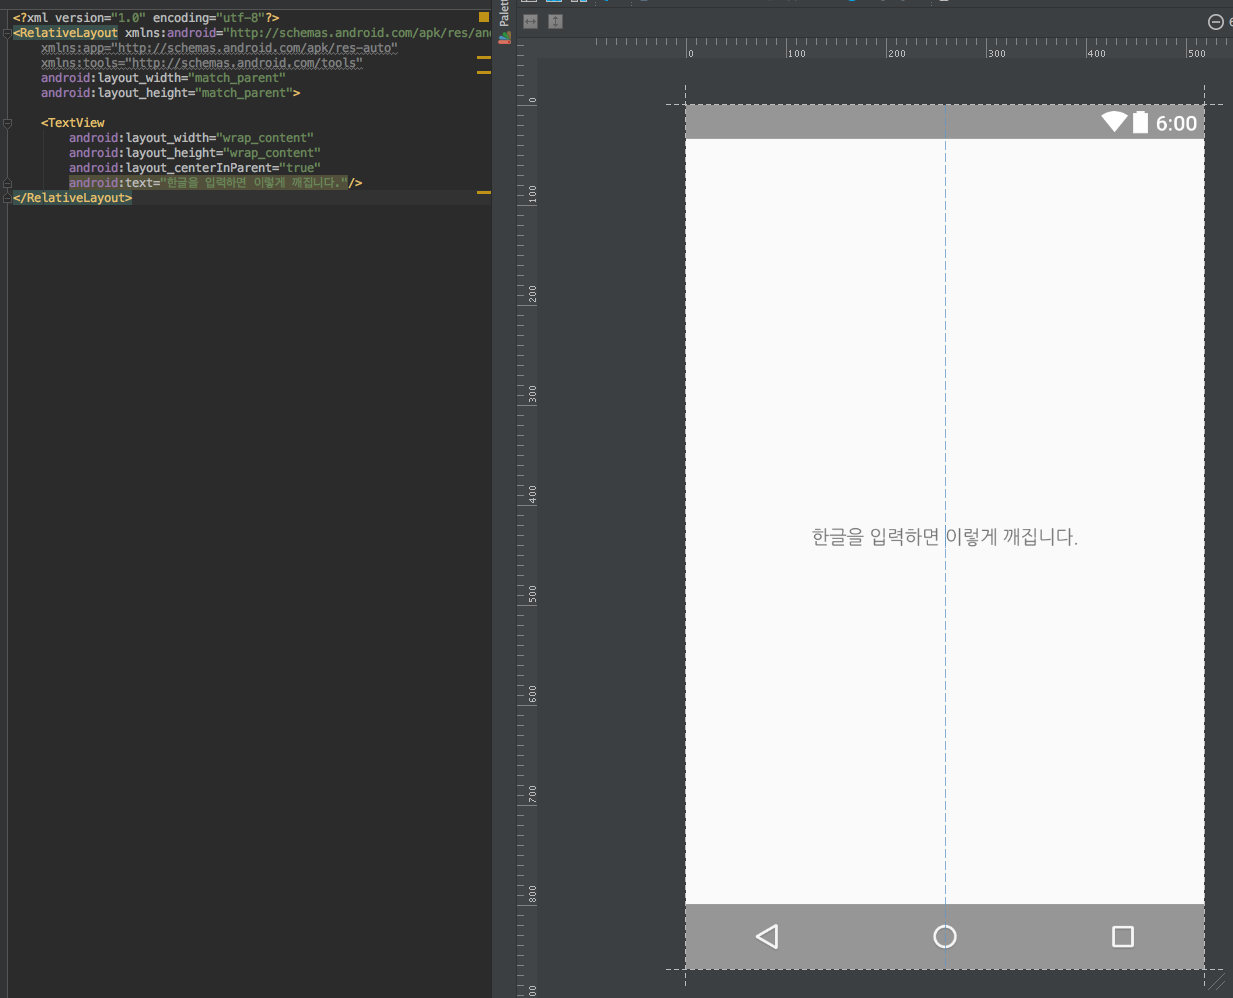 <?xml version="1.0" encoding="utf-8"?>
<RelativeLayout xmlns:android="http://schemas.android.com/apk/res/an
xmlns:app="http://schemas.android.com/apk/res-auto"
xmlns:tools="http://schemas.android.com/tools"
android:layout_width="match_parent"
android:layout_height="match_parent">
<TextView
android:layout_width="wrap_content"
android:layout_height="wrap_content"
android:layout_centerInParent="true"
android:text="한글을 입력하면 이렇게 깨집니다."/>
</RelativeLayout>
Palet
6
0 100 200 300 400 500
0
100
200
300
400
500
600
700
800
00
6:00
한글을 입력하면 이렇게 깨집니다.